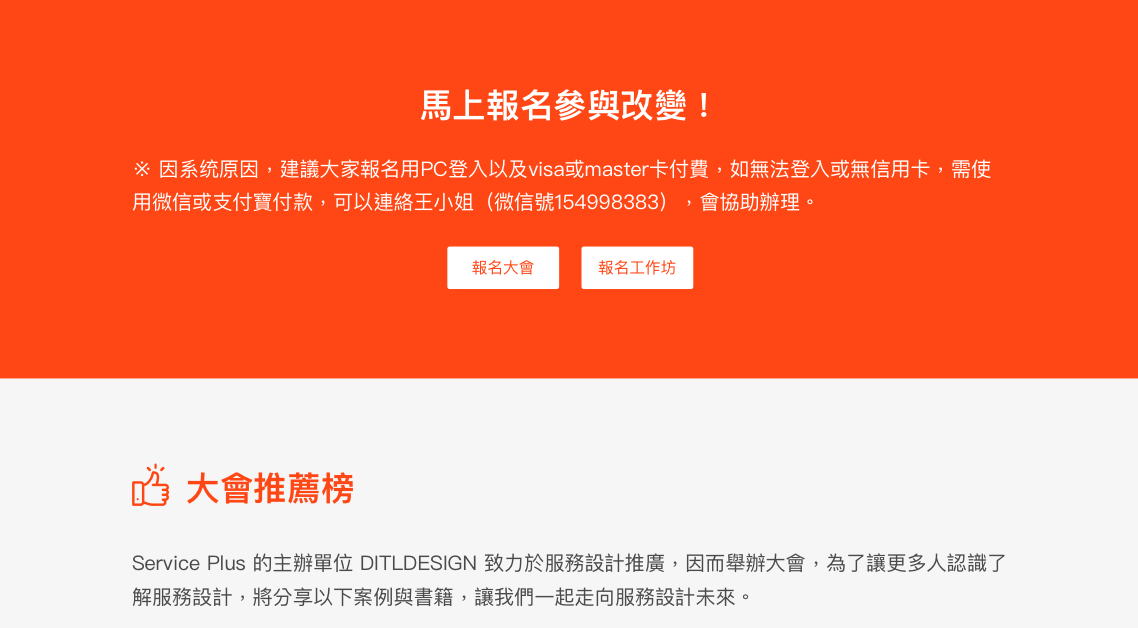 馬上報名參與改變！
※ 因系统原因，建議大家報名用PC登入以及visa或master卡付費，如無法登入或無信用卡，需使
用微信或支付寶付款，可以連絡王小姐（微信號154998383），會協助辦理。
報名大會
報名工作坊
大會推薦榜
Service Plus 的主辦單位 DITLDESIGN 致力於服務設計推廣，因而舉辦大會，為了讓更多人認識了
解服務設計，將分享以下案例與書籍，讓我們一起走向服務設計未來。